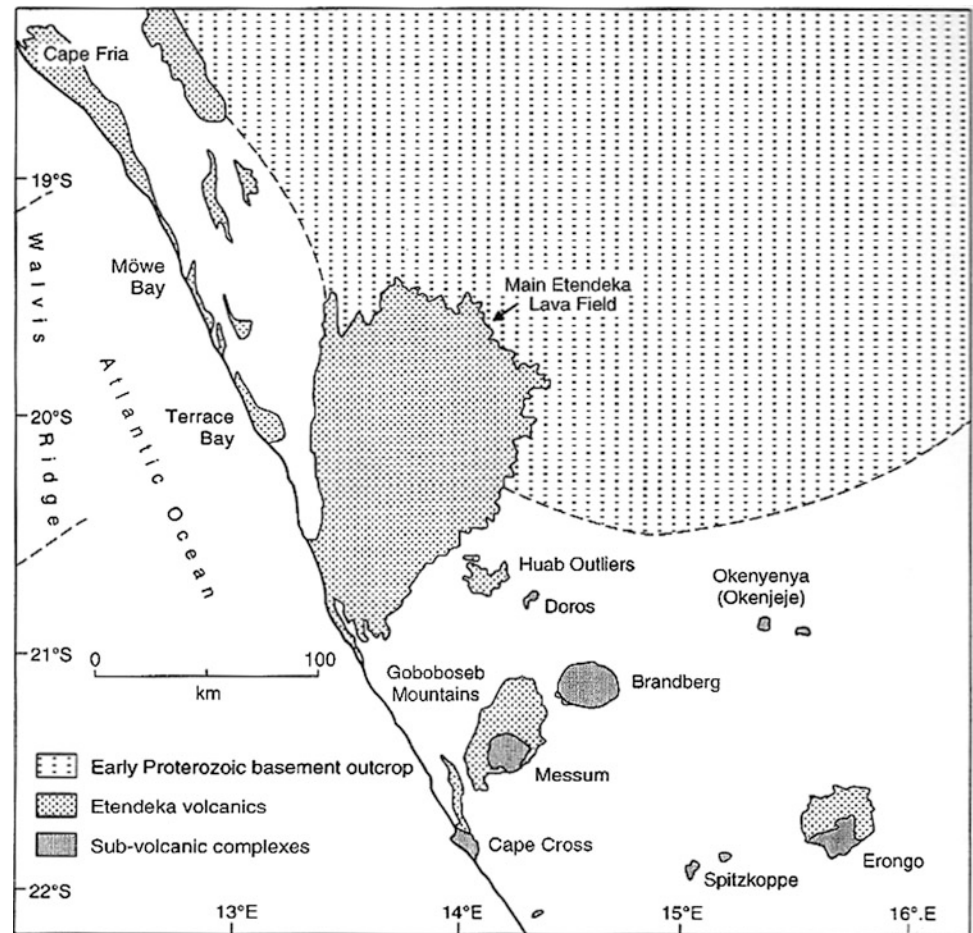 Cape Fria
19°S
Walvis Ridge
Atlantic Ocean
Möwe
Bay
Main Etendeka
Lava Field
20°S
Terrace
Bay
Huab Outliers
Doros
Okenyenya
(Okenjeje)
21°S
0 100
km
Goboboseb
Mountains
Brandberg
Messum
Early Proterozoic basement outcrop
Etendeka volcanics
Sub-volcanic complexes
Cape Cross
Erongo
Spitzkoppe
22°S
13°E 14°E 15°E 16°.E